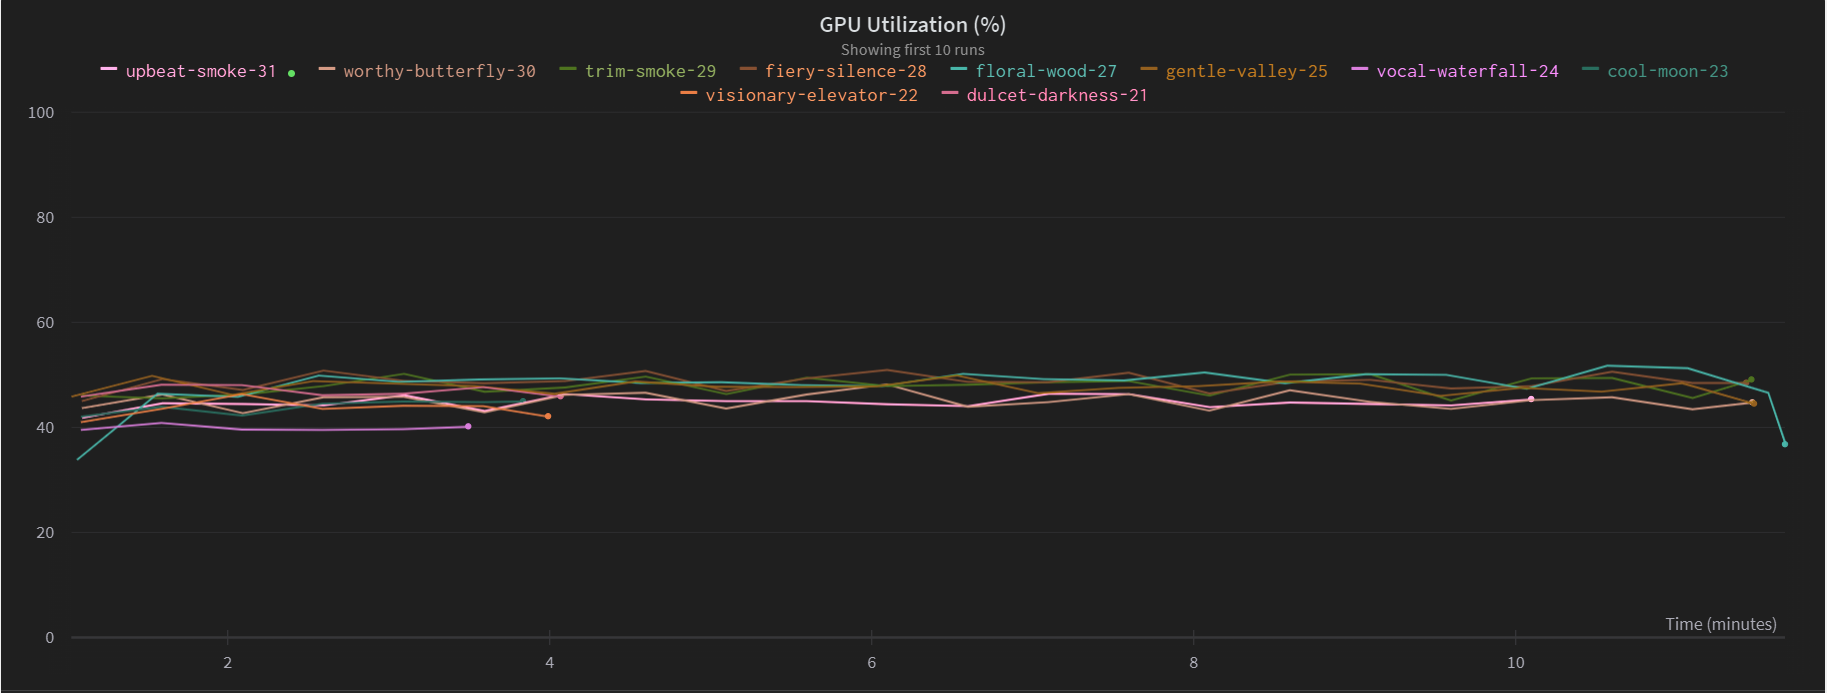 GPU Utilization (%)
Showing first 10 runs
upbeat-smoke-31 worthy-butterfly-30 trim-smoke-29 fiery-silence-28 floral-wood-27 gentle-valley-25 vocal-waterfall-24 cool-moon-23
visionary-elevator-22 dulcet-darkness-21
100
80
60
40
20
0
Time (minutes)
2 4 6 8 10